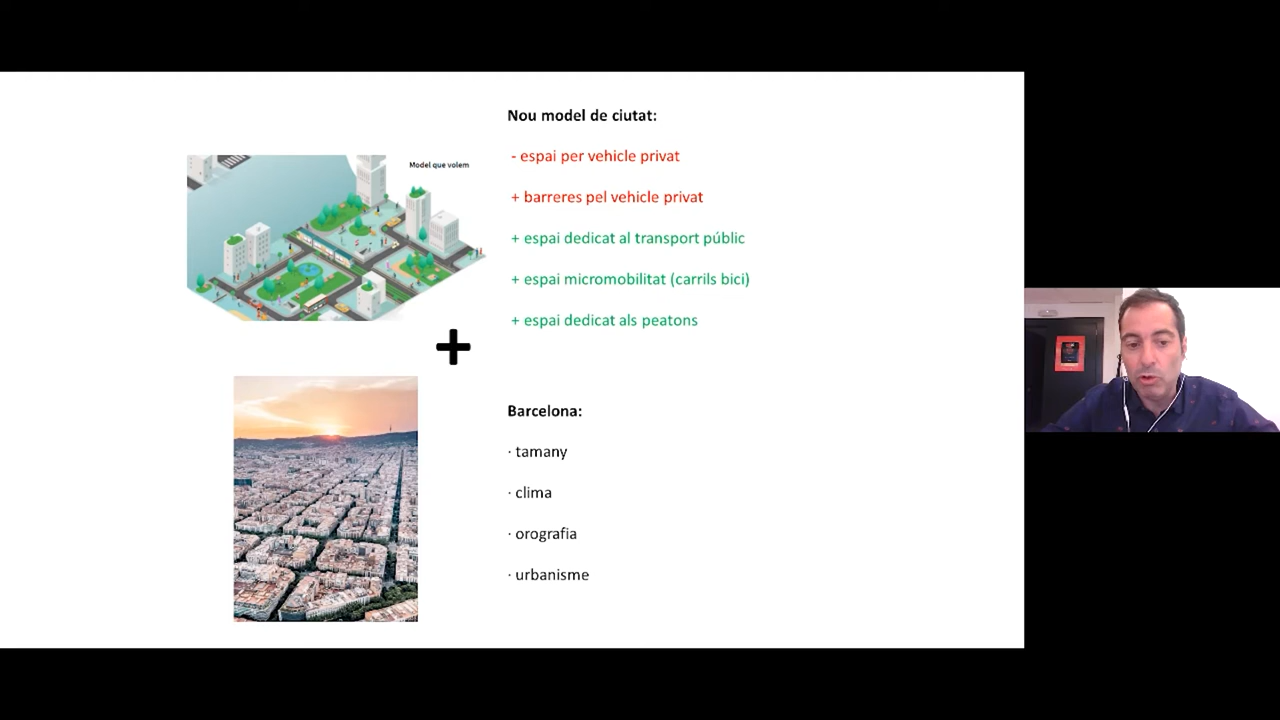 Nou model de ciutat:
Model que volem
- espai per vehicle privat
+ barreres pel vehicle privat
+ espai dedicat al transport públic
+ espai micromobilitat (carrils bici)
+ espai dedicat als peatons
+
Barcelona:
· tamany
· clima
· orografia
· urbanisme